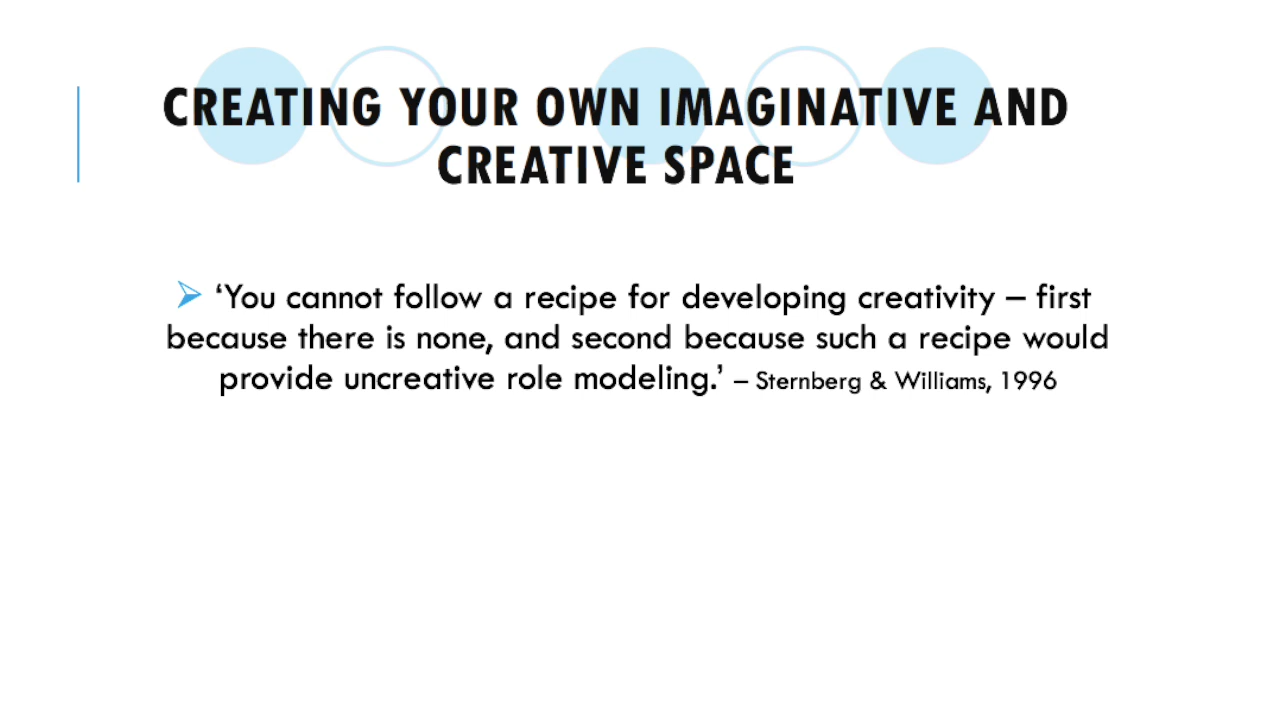 CREATING YOUR OWN IMAGINATIVE AND
CREATIVE SPACE
‘You cannot follow a recipe for developing creativity – first
because there is none, and second because such a recipe would
provide uncreative role modeling.’ – Sternberg & Williams, 1996